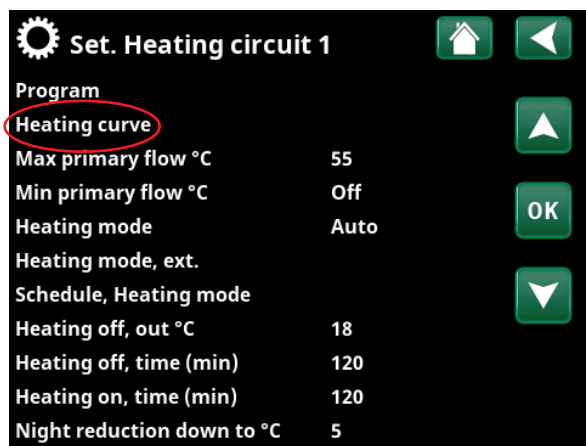 Set. Heating circuit 1
Program
Heating curve
Max primary flow °C 55
Min primary flow °C Off
Heating mode Auto
OK
Heating mode, ext.
Schedule, Heating mode
Heating off, out °C 18
Heating off, time (min) 120
Heating on, time (min) 120
Night reduction down to °C 5